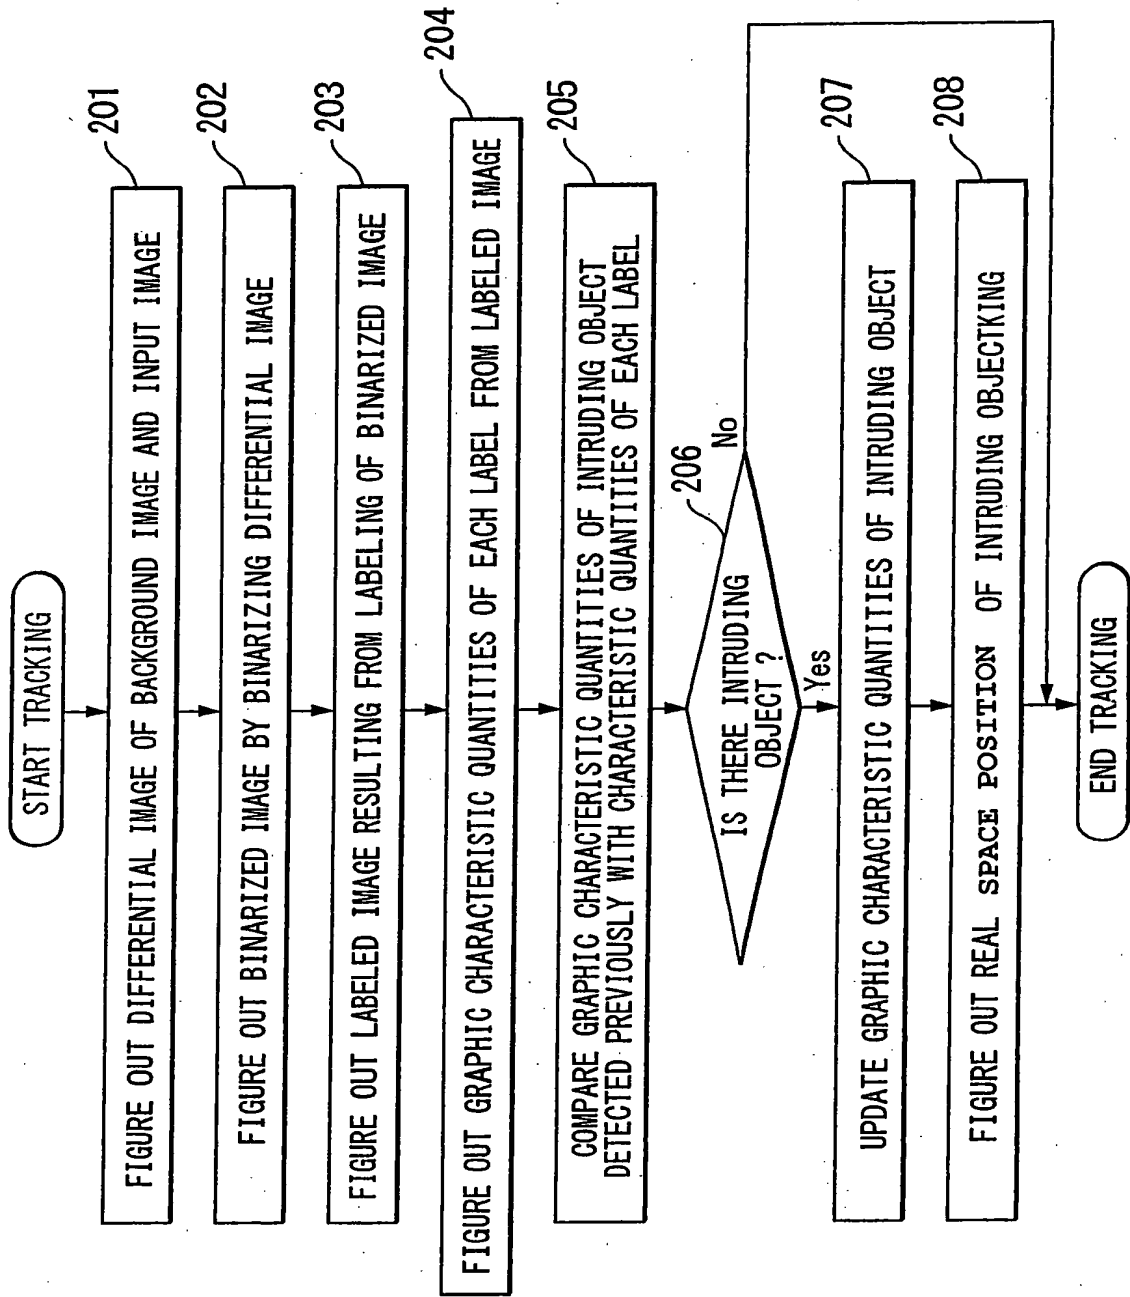 START TRACKING
201
FIGURE OUT DIFFERENTIAL IMAGE OF BACKGROUND IMAGE AND INPUT IMAGE
202
FIGURE OUT BINARIZED IMAGE BY BINARIZING DIFFERENTIAL IMAGE
203
FIGURE OUT LABELED IMAGE RESULTING FROM LABELING OF BINARIZED IMAGE
204
FIGURE OUT GRAPHIC CHARACTERISTIC QUANTITIES OF EACH LABEL FROM LABELED IMAGE
205
COMPARE GRAPHIC CHARACTERISTIC QUANTITIES OF INTRUDING OBJECT
DETECTED PREVIOUSLY WITH CHARACTERISTIC QUANTITIES OF EACH LABEL
206
No
IS THERE INTRUDING
OBJECT ?
Yes
207
UPDATE GRAPHIC CHARACTERISTIC QUANTITIES OF INTRUDING OBJECT
208
FIGURE OUT REAL SPACE POSITION OF INTRUDING OBJECTKING
END TRACKING